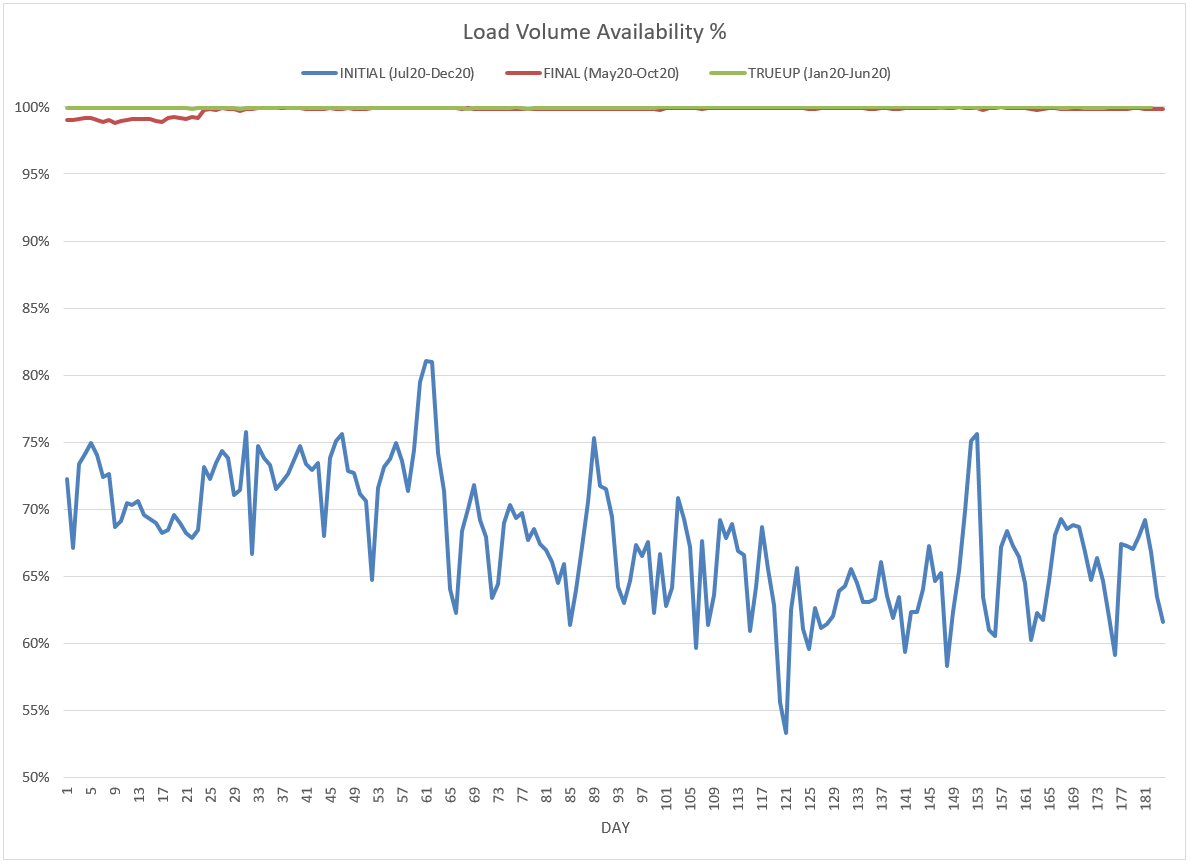 Load Volume Availability %
INITIAL (Jul20-Dec20) FINAL (May20-Oct20) TRUEUP (Jan20-Jun20)
100%
95%
90%
85%
80%
75%
70%
65%
60%
55%
50%
1 5 9 13 17 21 25 29 33 37 41 45 49 53 57 61 65 69 73 77 81 85 89 93 97 101 105 109 113 117 121 125 129 133 137 141 145 149 153 157 161 165 169 173 177 181
DAY